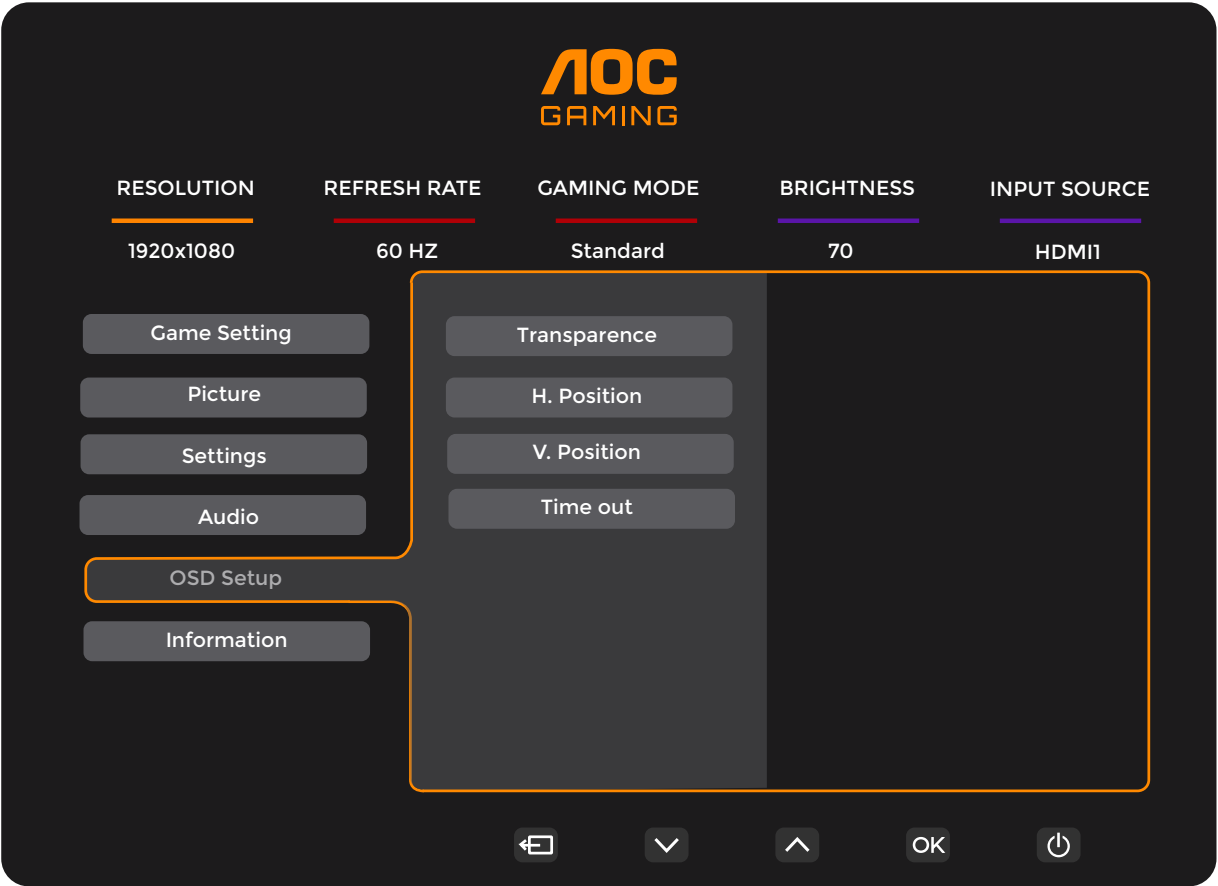 AOC
GAMING
RESOLUTION REFRESH RATE GAMING MODE BRIGHTNESS INPUT SOURCE
1920x1080 60 HZ Standard 70 HDMI1
Game Setting
Picture
Settings
Audio
OSD Setup
Information
Transparence
H. Position
V. Position
Time out
OK